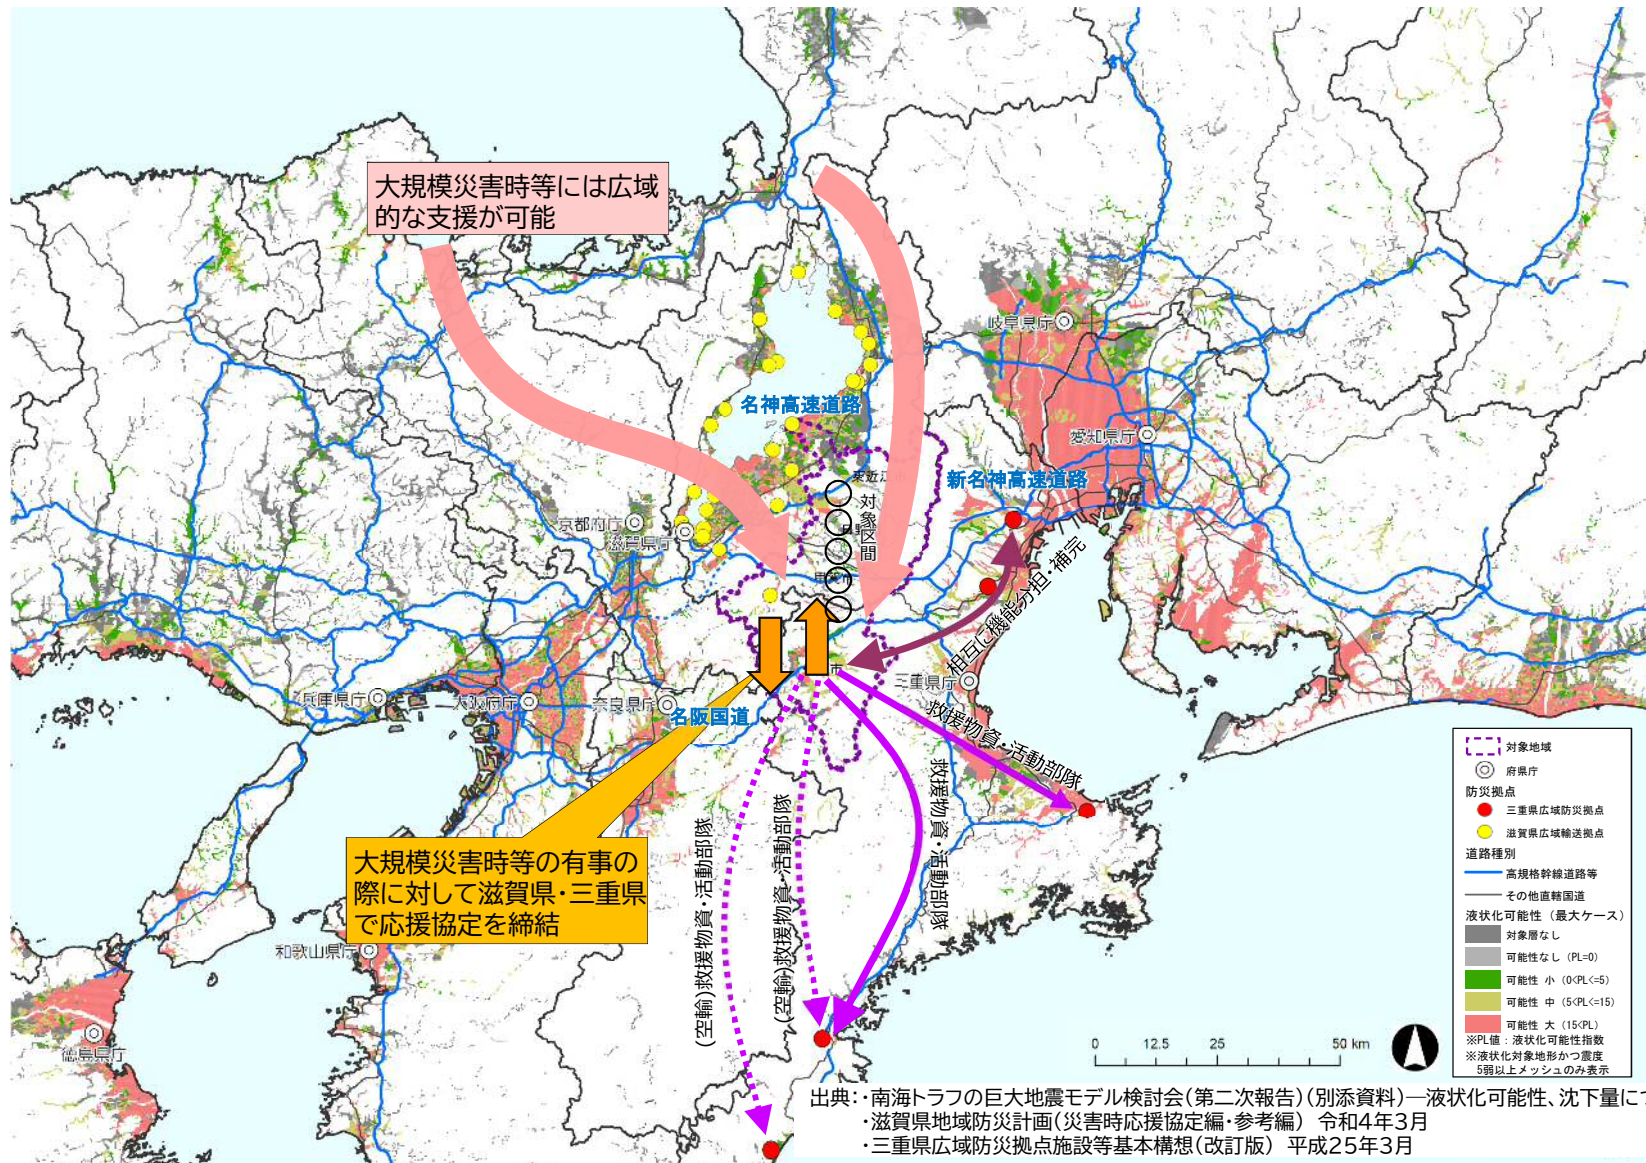 大規模災害時等には広域
的な支援が可能
岐阜県庁
名神高速道路
愛知県庁
東近江
新名神高速道路
対象区間
京都府庁
滋賀県庁
相互に機能分担・補完
市
三重県庁
兵庫県庁
大阪府庁
奈良県庁
名阪国道
救援物資・活動部隊
救援物資・活動部隊
(空輸)救援物資・活動部隊
(空輸)救援物資・活動部隊
大規模災害時等の有事の
際に対して滋賀県・三重県
で応援協定を締結
和歌山県庁
徳島県庁
対象地域
府県庁
防災拠点
三重県広域防災拠点
滋賀県広域輸送拠点
道路種別
高規格幹線道路等
その他直轄国道
液状化可能性（最大ケース）
対象層なし
可能性なし（PL=0）
可能性 小（0<PL<=5）
可能性 中（5<PL<=15）
可能性 大（15<PL）
※PL値：液状化可能性指数
※液状化対象地形かつ震度
5弱以上メッシュのみ表示
0 12.5 25 50 km
出典：・南海トラフの巨大地震モデル検討会(第二次報告)(別添資料)―液状化可能性、沈下量に
・滋賀県地域防災計画(災害時応援協定編・参考編) 令和4年3月
・三重県広域防災拠点施設等基本構想(改訂版) 平成25年3月